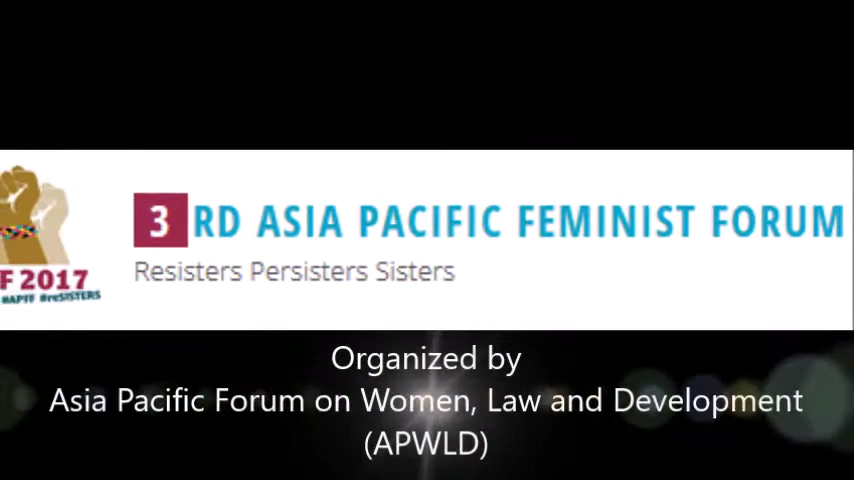 3RD ASIA PACIFIC FEMINIST FORUM
Resisters Persisters Sisters
F 2017
#APFF #reSISTERS
Organized by
Asia Pacific Forum on Women, Law and Development
(APWLD)